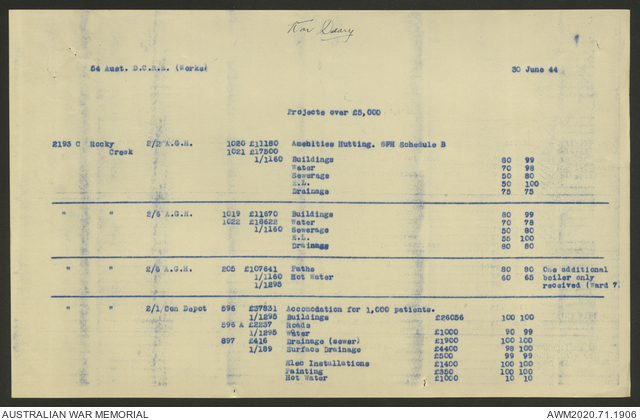 War Diary
54 Aust. D.C.R.E. (Works) 30 June 44
Projects over £5,000.
2193 C Rocky 2/2 A.G.H. 1020 £11180 Amenities Hutting. SPH Schedule B
Creek 1021 £17500
1/1160 Buildings 80 99
Water 70 98
Sewerage 50 80
E.L. 50 100
Drainage 75 75
" " 2/6 A.G.H. 1019 £11670 Buildings 80 99
1022 £18622 Water 70 78
1/1160 Sewerage 50 80
E.L. 55 100
Drainage 80 80
" " 2/6 A.G.H. 205 £107841 Paths 80 80 One additional
1/1160 Hot Water 60 65 boiler only
1/1295 received (Ward 7)
" " 2/1 Con Depot 596 £37831 Accomodation for 1,000 patients.
1/1295 Buildings £26056 100 100
596 A £2237 Roads
1/1295 Water £1000 90 99
897 £416 Drainage (sewer) £1900 100 100
1/189 Surface Drainage £4400 98 100
£500 99 99
Elec Installations £1400 100 100
Painting £350 100 100
Hot Water £1000 10 10
AUSTRALIAN WAR MEMORIAL AWM2020.71.1906